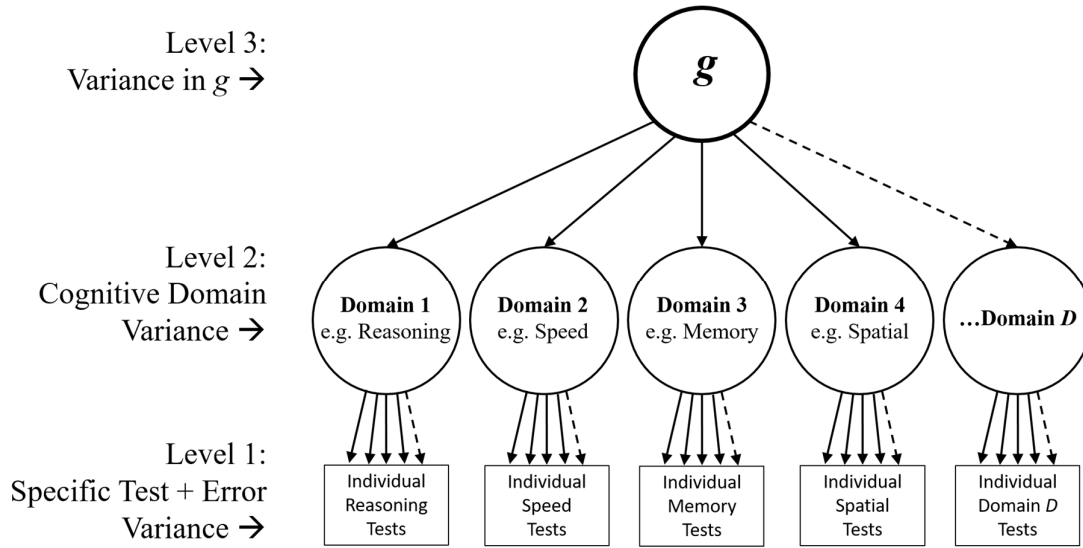 Level 3:
Variance in g →
g
Level 2:
Cognitive Domain
Variance →
Domain 1
e.g. Reasoning
Domain 2
e.g. Speed
Domain 3
e.g. Memory
Domain 4
e.g. Spatial
…Domain D
Level 1:
Specific Test + Error
Variance →
Individual
Reasoning
Tests
Individual
Speed
Tests
Individual
Memory
Tests
Individual
Spatial
Tests
Individual
Domain D
Tests